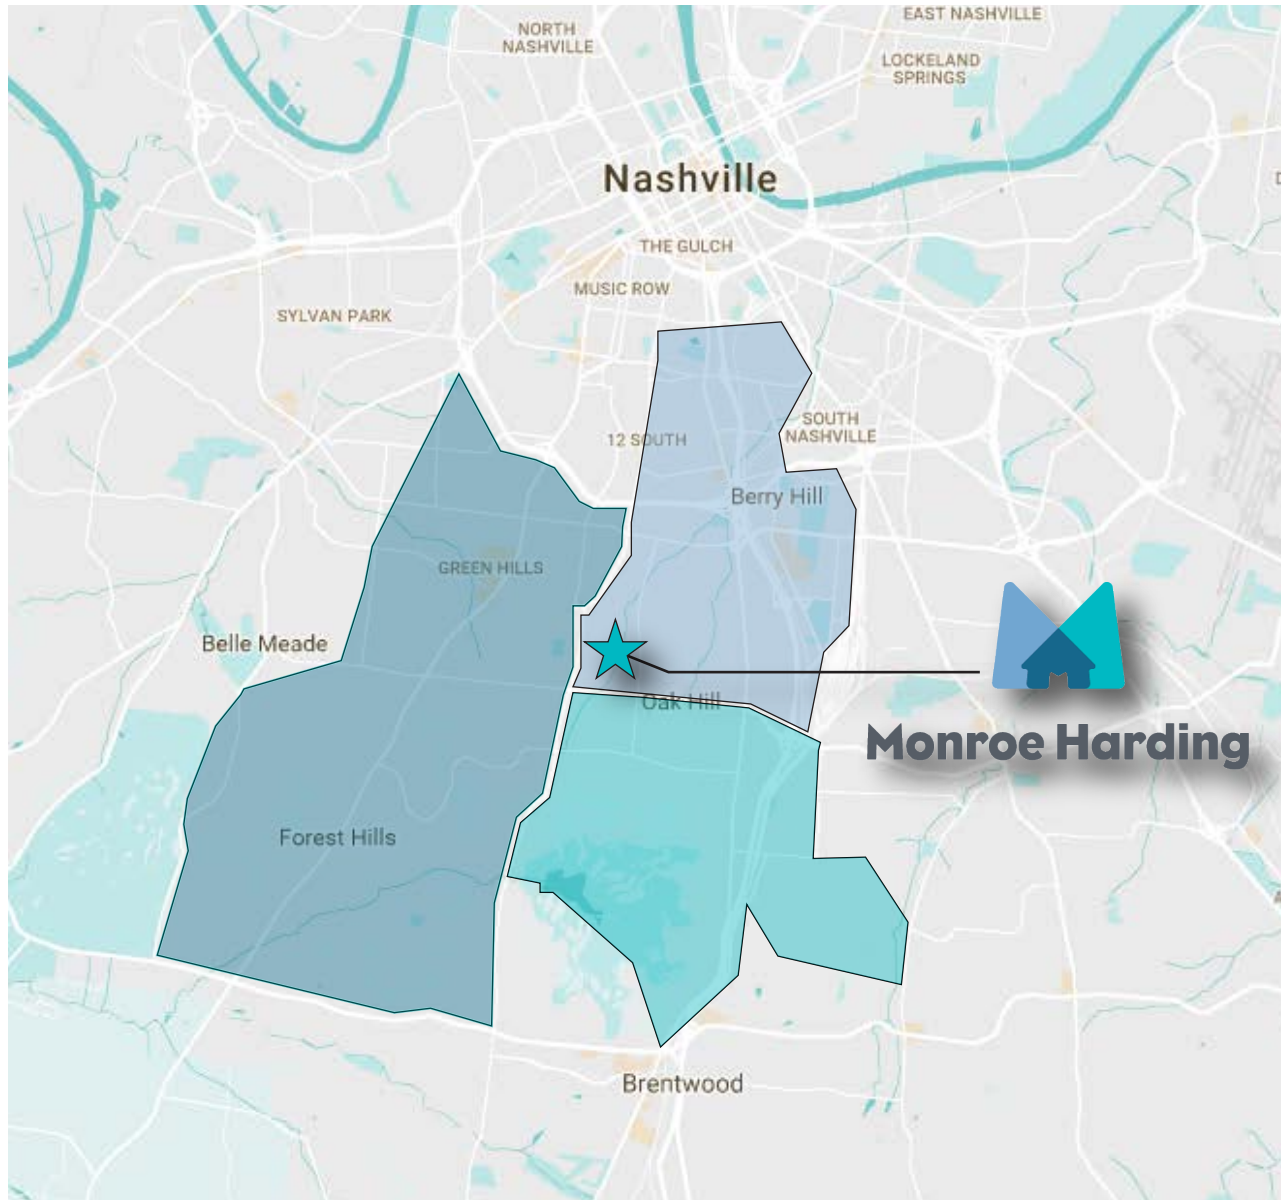 EAST NASHVILLE
NORTH
NASHVILLE
LOCKELAND
SPRINGS
Nashville
THE GULCH
MUSIC ROW
SYLVAN PARK
12 SOUTH
SOUTH
NASHVILLE
Berry Hill
GREEN HILLS
Belle Meade
Oak Hill
Monroe Harding
Forest Hills
Brentwood